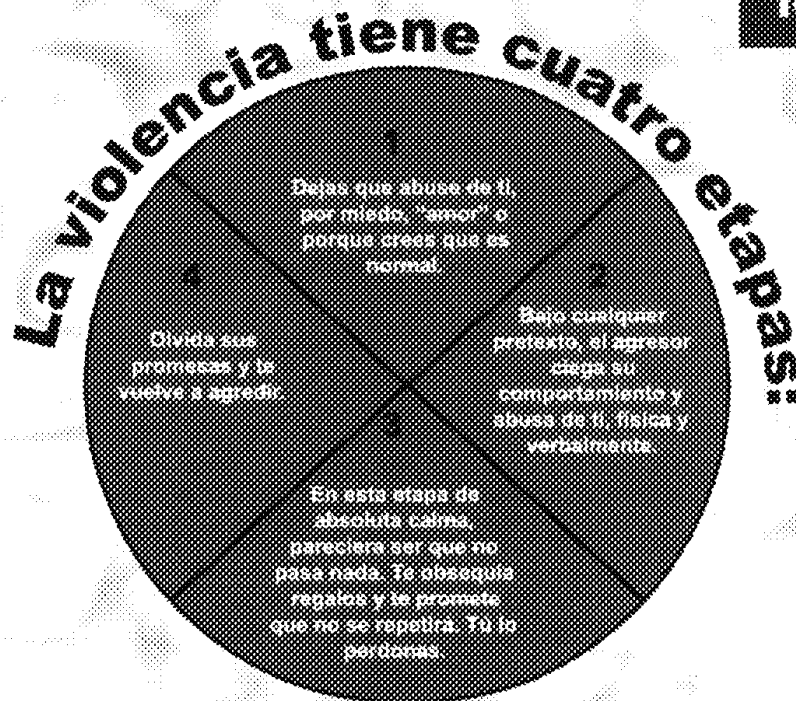 La violencia tiene cuatro etapas:
1
Dejas que abuse de ti,
por miedo, "amor" o
porque crees que es
normal.
2
Bajo cualquier
pretexto, el agresor
ciega su
comportamiento y
abusa de ti, física y
verbalmente.
3
En esta etapa de
absoluta calma,
pareciera ser que no
pasa nada. Te obsequia
regalos y te promete
que no se repetirá. Tú lo
perdonas.
4
Olvida sus
promesas y te
vuelve a agredir.